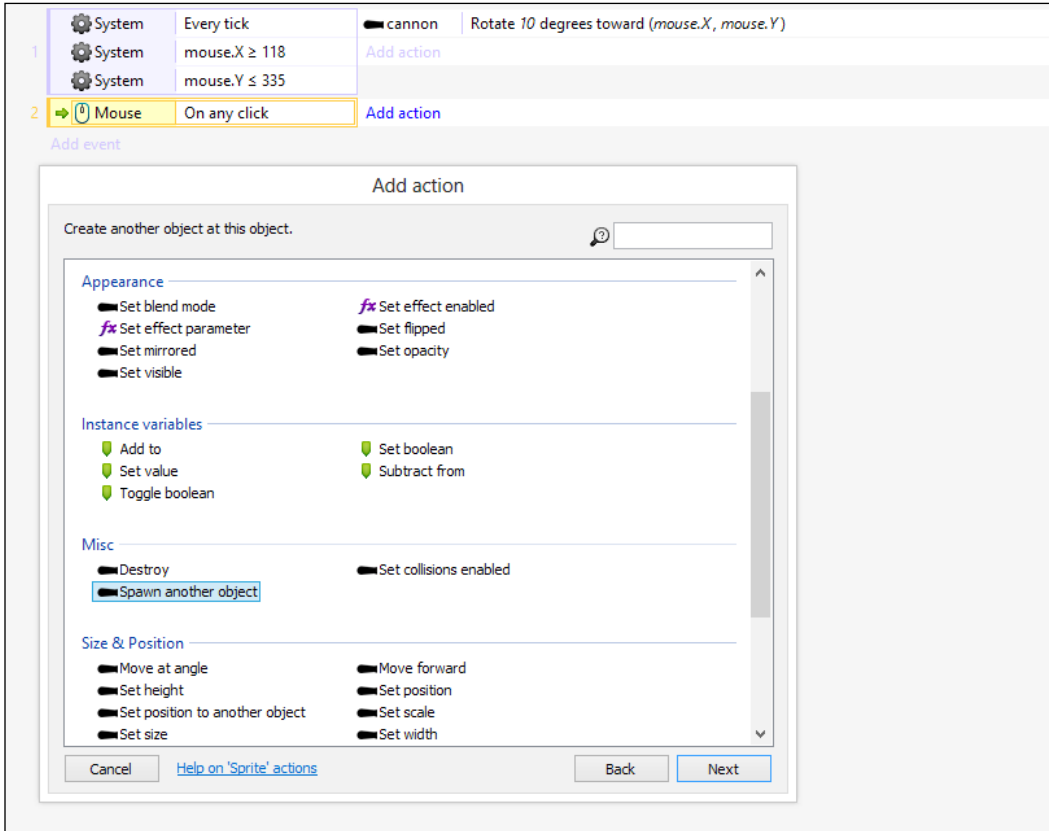 System Every tick cannon Rotate 10 degrees toward (mouse.X, mouse.Y)
1 System mouse.X ≥ 118 Add action
System mouse.Y ≤ 335
2 Mouse On any click Add action
Add event
Add action
Create another object at this object.
Appearance
Set blend mode fx Set effect enabled
fx Set effect parameter Set flipped
Set mirrored Set opacity
Set visible
Instance variables
Add to Set boolean
Set value Subtract from
Toggle boolean
Misc
Destroy Set collisions enabled
Spawn another object
Size & Position
Move at angle Move forward
Set height Set position
Set position to another object Set scale
Set size Set width
Cancel Help on 'Sprite' actions Back Next